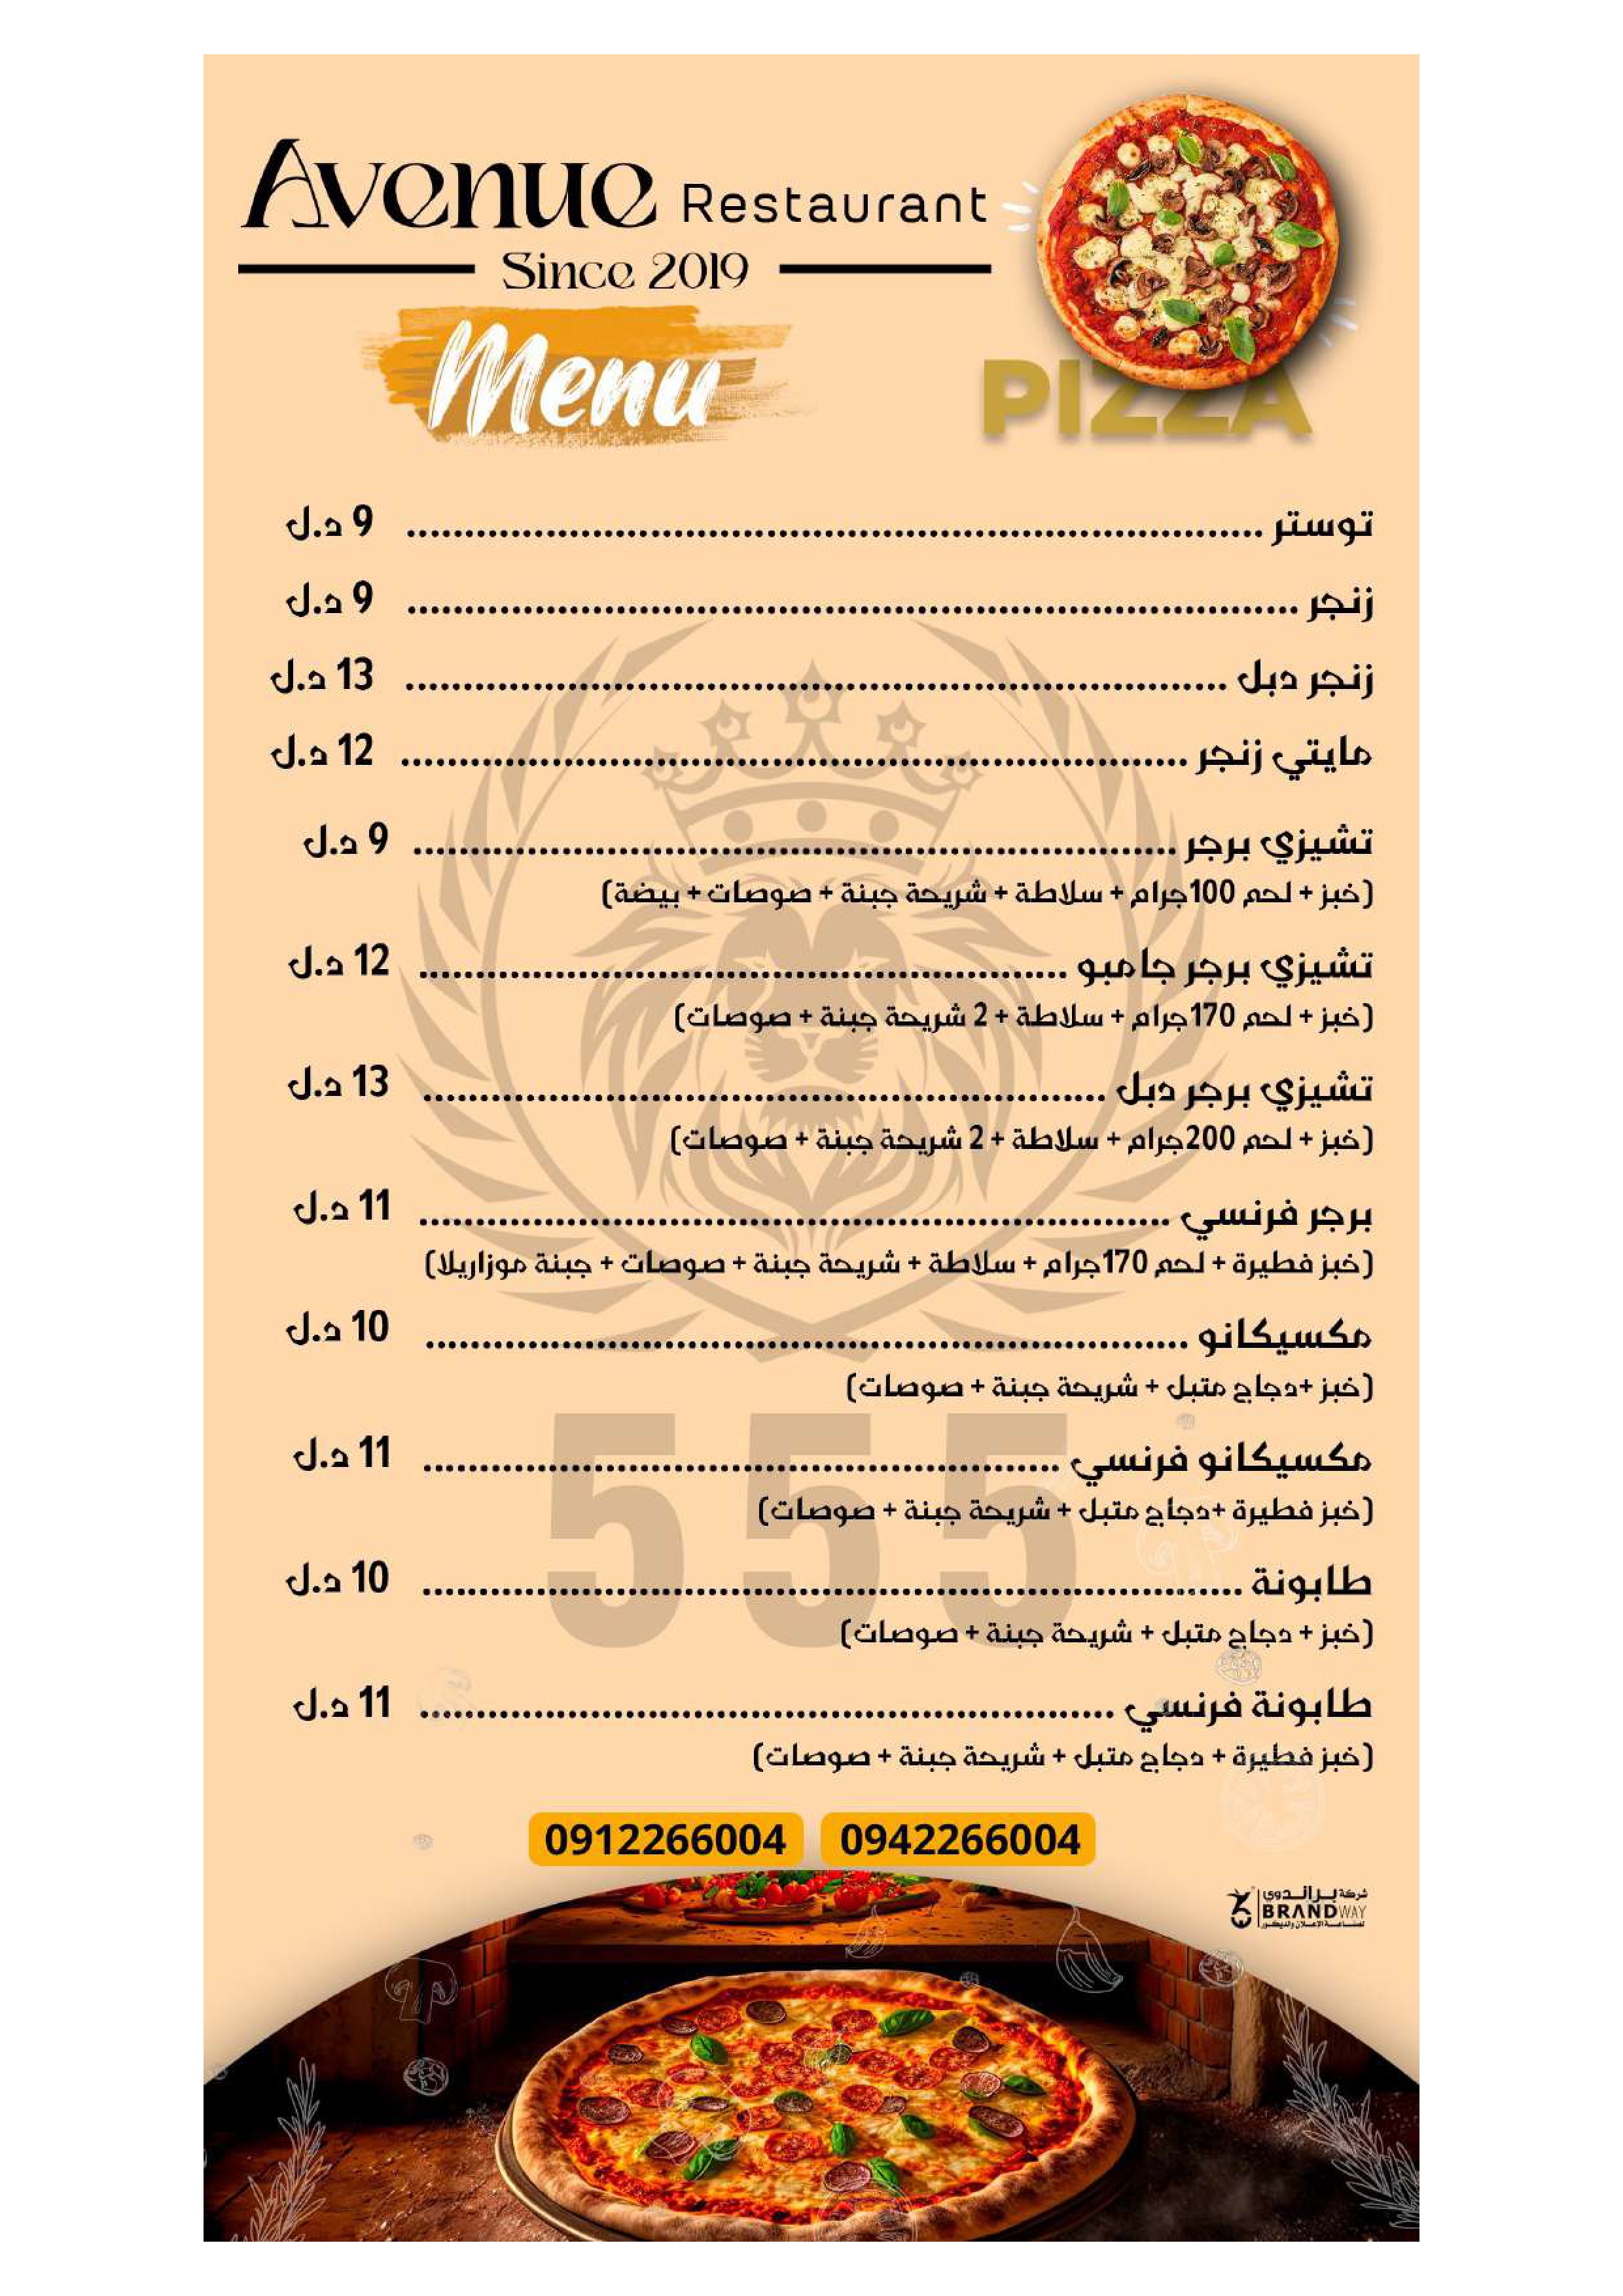 Avenue Restaurant
Since 2019
Menu
PIZZA
توستر ........ 9 د.ل
زنجر ........ 9 د.ل
زنجر دبل ........ 13 د.ل
مايتي زنجر ........ 12 د.ل
تشيزي برجر ........ 9 د.ل
(خبز + لحم 100جرام + سلاطة + شريحة جبنة + صوصات + بيضة)
تشيزي برجر جامبو ........ 12 د.ل
(خبز + لحم 170جرام + سلاطة + 2 شريحة جبنة + صوصات)
تشيزي برجر دبل ........ 13 د.ل
(خبز + لحم 200جرام + سلاطة + 2 شريحة جبنة + صوصات)
برجر فرنسي ........ 11 د.ل
(خبز فطيرة + لحم 170جرام + سلاطة + شريحة جبنة + صوصات + جبنة موزاريلا)
مكسيكانو ........ 10 د.ل
(خبز +دجاج متبل + شريحة جبنة + صوصات)
مكسيكانو فرنسي ........ 11 د.ل
(خبز فطيرة +دجاج متبل + شريحة جبنة + صوصات)
طابونة ........ 10 د.ل
(خبز + دجاج متبل + شريحة جبنة + صوصات)
طابونة فرنسي ........ 11 د.ل
(خبز فطيرة + دجاج متبل + شريحة جبنة + صوصات)
555
0912266004 0942266004
شركة براندوي
BRANDWAY
لصناعة الإعلان والديكور